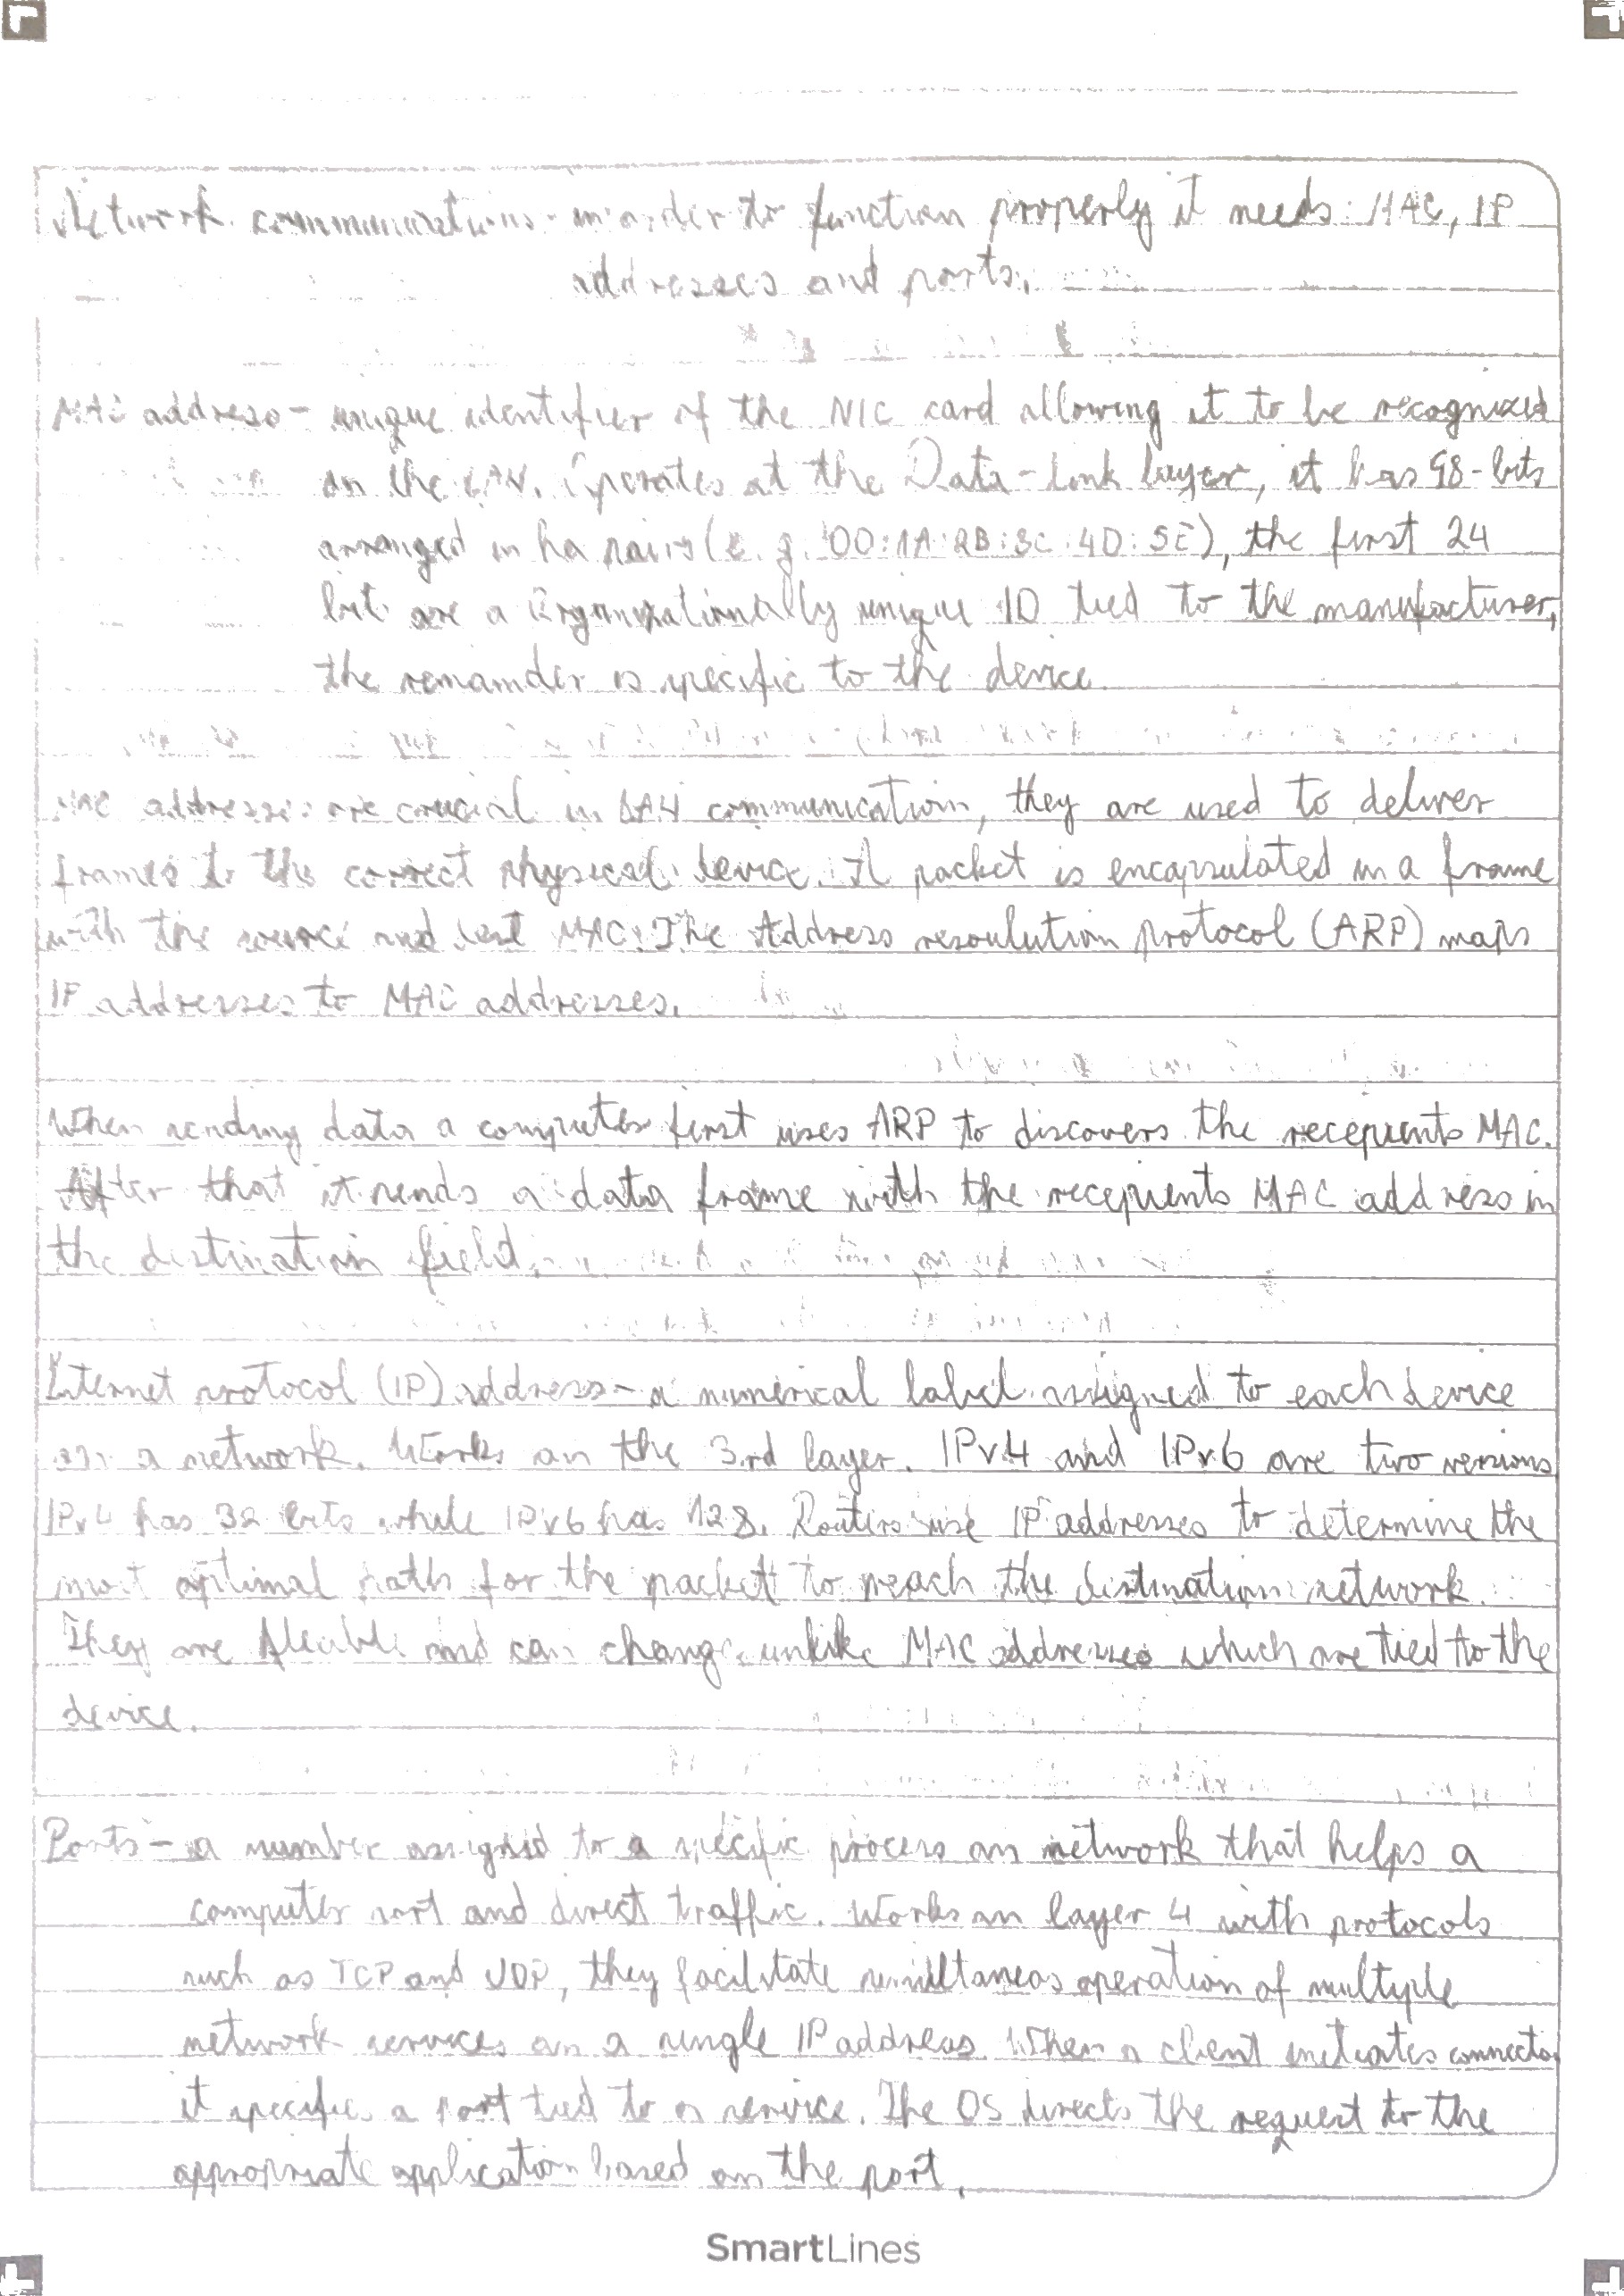 Network communications - in order to function properly it needs: MAC, IP
addresses and ports.
MAC address - unique identifier of the NIC card allowing it to be recognized
on the LAN. Operates at the Data-link layer, it has 48-bits
arranged in hex pairs (e.g. 00:1A:2B:3C:4D:5E), the first 24
bits are a Organizationally unique ID tied to the manufacturer,
the remainder is specific to the device
MAC addresses are crucial in LAN communication, they are used to deliver
frames to the correct physical device. A packet is encapsulated in a frame
with the source and dest MAC. The Address resoulution protocol (ARP) maps
IP addresses to MAC addresses.
When sending data a computer first uses ARP to discovers the recepients MAC.
After that it sends a data frame with the recepients MAC address in
the destination field.
Internet protocol (IP) address - a numerical label assigned to each device
on a network. Works on the 3rd layer. IPv4 and IPv6 are two versions
IPv4 has 32 bits while IPv6 has 128. Routers use IP addresses to determine the
most optimal path for the packet to reach the destination network.
They are flexible and can change unlike MAC addresses which are tied to the
device.
Ports - a number assigned to a specific process on network that helps a
computer sort and direct traffic. Works on layer 4 with protocols
such as TCP and UDP, they facilitate simultaneos operation of multiple
network services on a single IP address. When a client initiates
it specifies a port tied to a service. The OS directs the request to the
appropriate application based on the port.
SmartLines